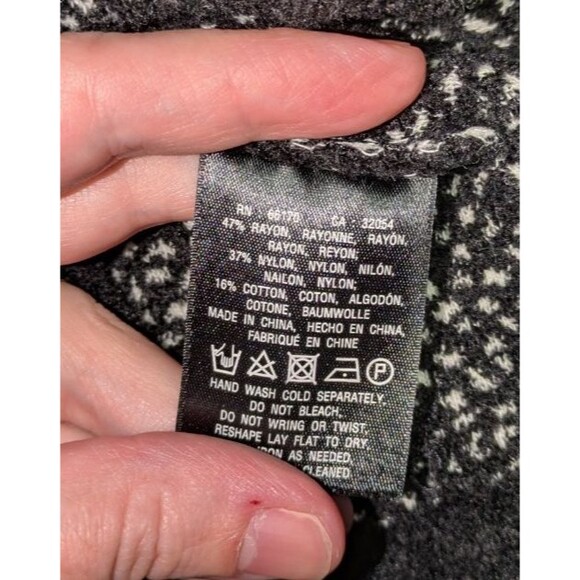 RN 66170 CA 32054
47% RAYON, RAYONNE, RAYÓN,
RAYON, REYON;
37% NYLON, NYLON, NILÓN,
NAILON, NYLON;
16% COTTON, COTON, ALGODÓN,
COTONE, BAUMWOLLE
MADE IN CHINA, HECHO EN CHINA,
FABRIQUÉ EN CHINE
P
HAND WASH COLD SEPARATELY.
DO NOT BLEACH.
DO NOT WRING OR TWIST.
RESHAPE LAY FLAT TO DRY
AS NEEDED
CLEANED